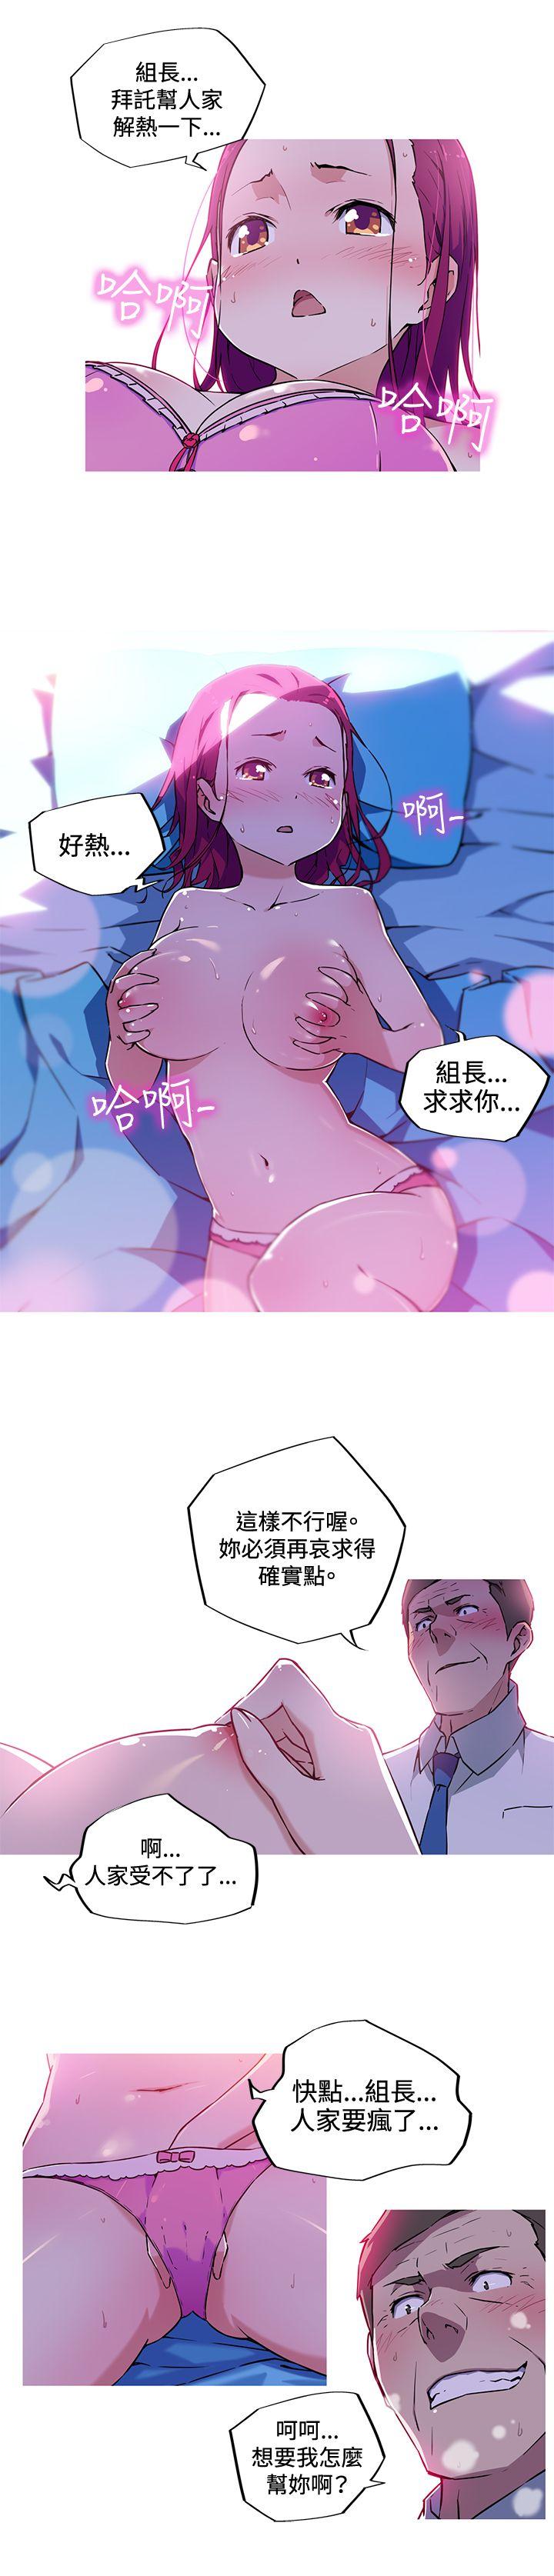 組長...
拜託幫人家
解熱一下...
哈啊
哈啊
好熱...
啊_
哈啊_
組長...
求求你...
這樣不行喔。
妳必須再哀求得
確實點。
啊...
人家受不了了...
快點...組長...
人家要瘋了...
呵呵...
想要我怎麼
幫妳啊？